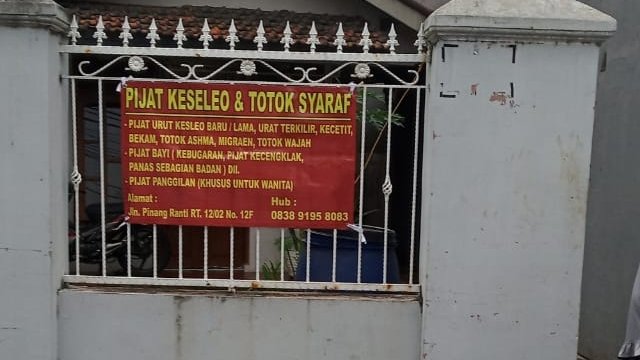 PIJAT KESELEO & TOTOK SYARAF
- PIJAT URUT KESLEO BARU / LAMA, URAT TERKILIR, KECETIT,
BEKAM, TOTOK ASHMA, MIGRAEN, TOTOK WAJAH
- PIJAT BAYI ( KEBUGARAN, PIJAT KECENGKLAK,
PANAS SEBAGIAN BADAN ) Dll.
- PIJAT PANGGILAN (KHUSUS UNTUK WANITA)
Alamat :
Jln. Pinang Ranti RT. 12/02 No. 12F
Hub :
0838 9195 8083